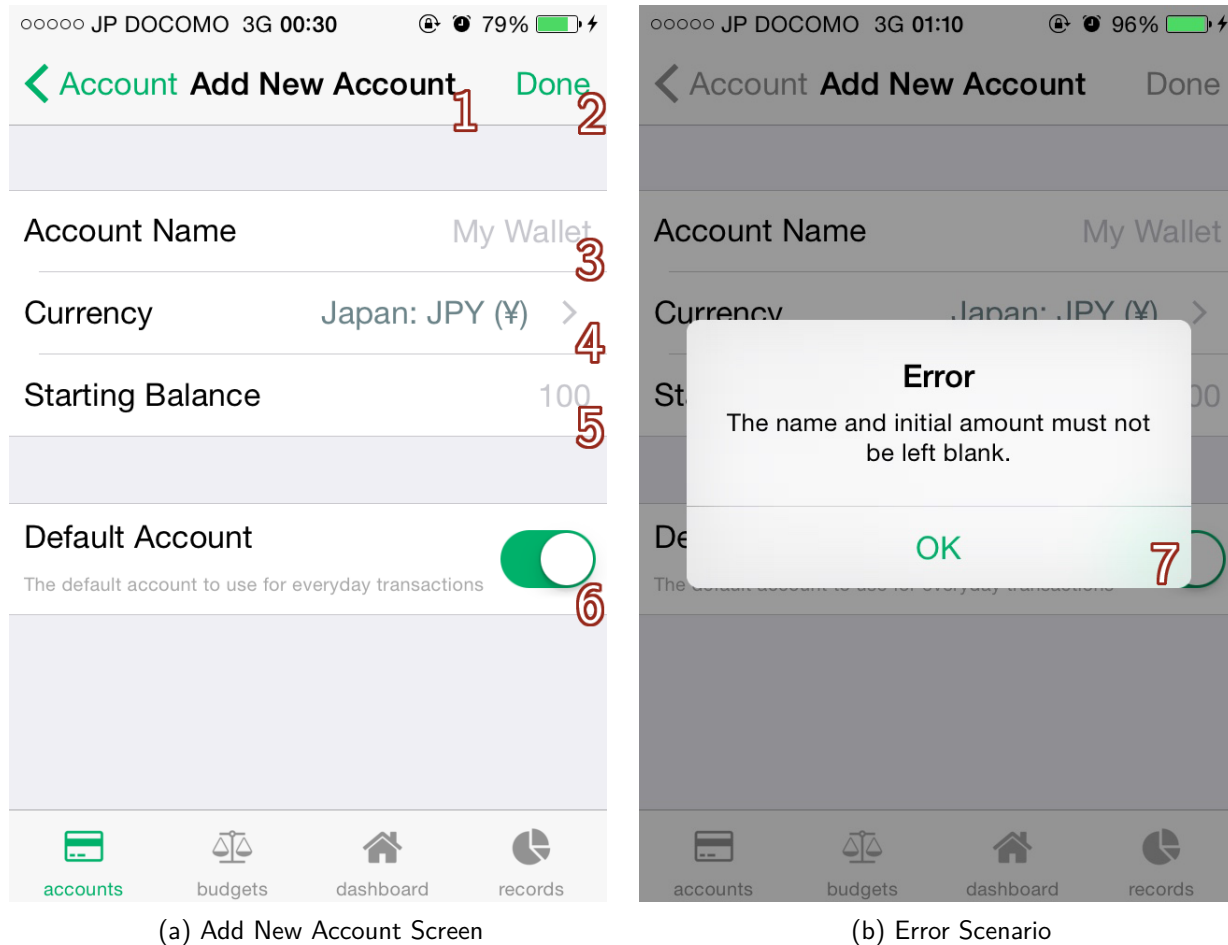 JP DOCOMO 3G 00:30 79%
Account Add New Account Done
1 2
Account Name My Wallet
3
Currency Japan: JPY (¥)
4
Starting Balance 100
5
Default Account
The default account to use for everyday transactions
6
accounts budgets dashboard records
(a) Add New Account Screen
JP DOCOMO 3G 01:10 96%
Account Add New Account Done
Account Name My Wallet
Currency Japan: JPY (¥)
Error
The name and initial amount must not
be left blank.
OK
7
accounts budgets dashboard records
(b) Error Scenario